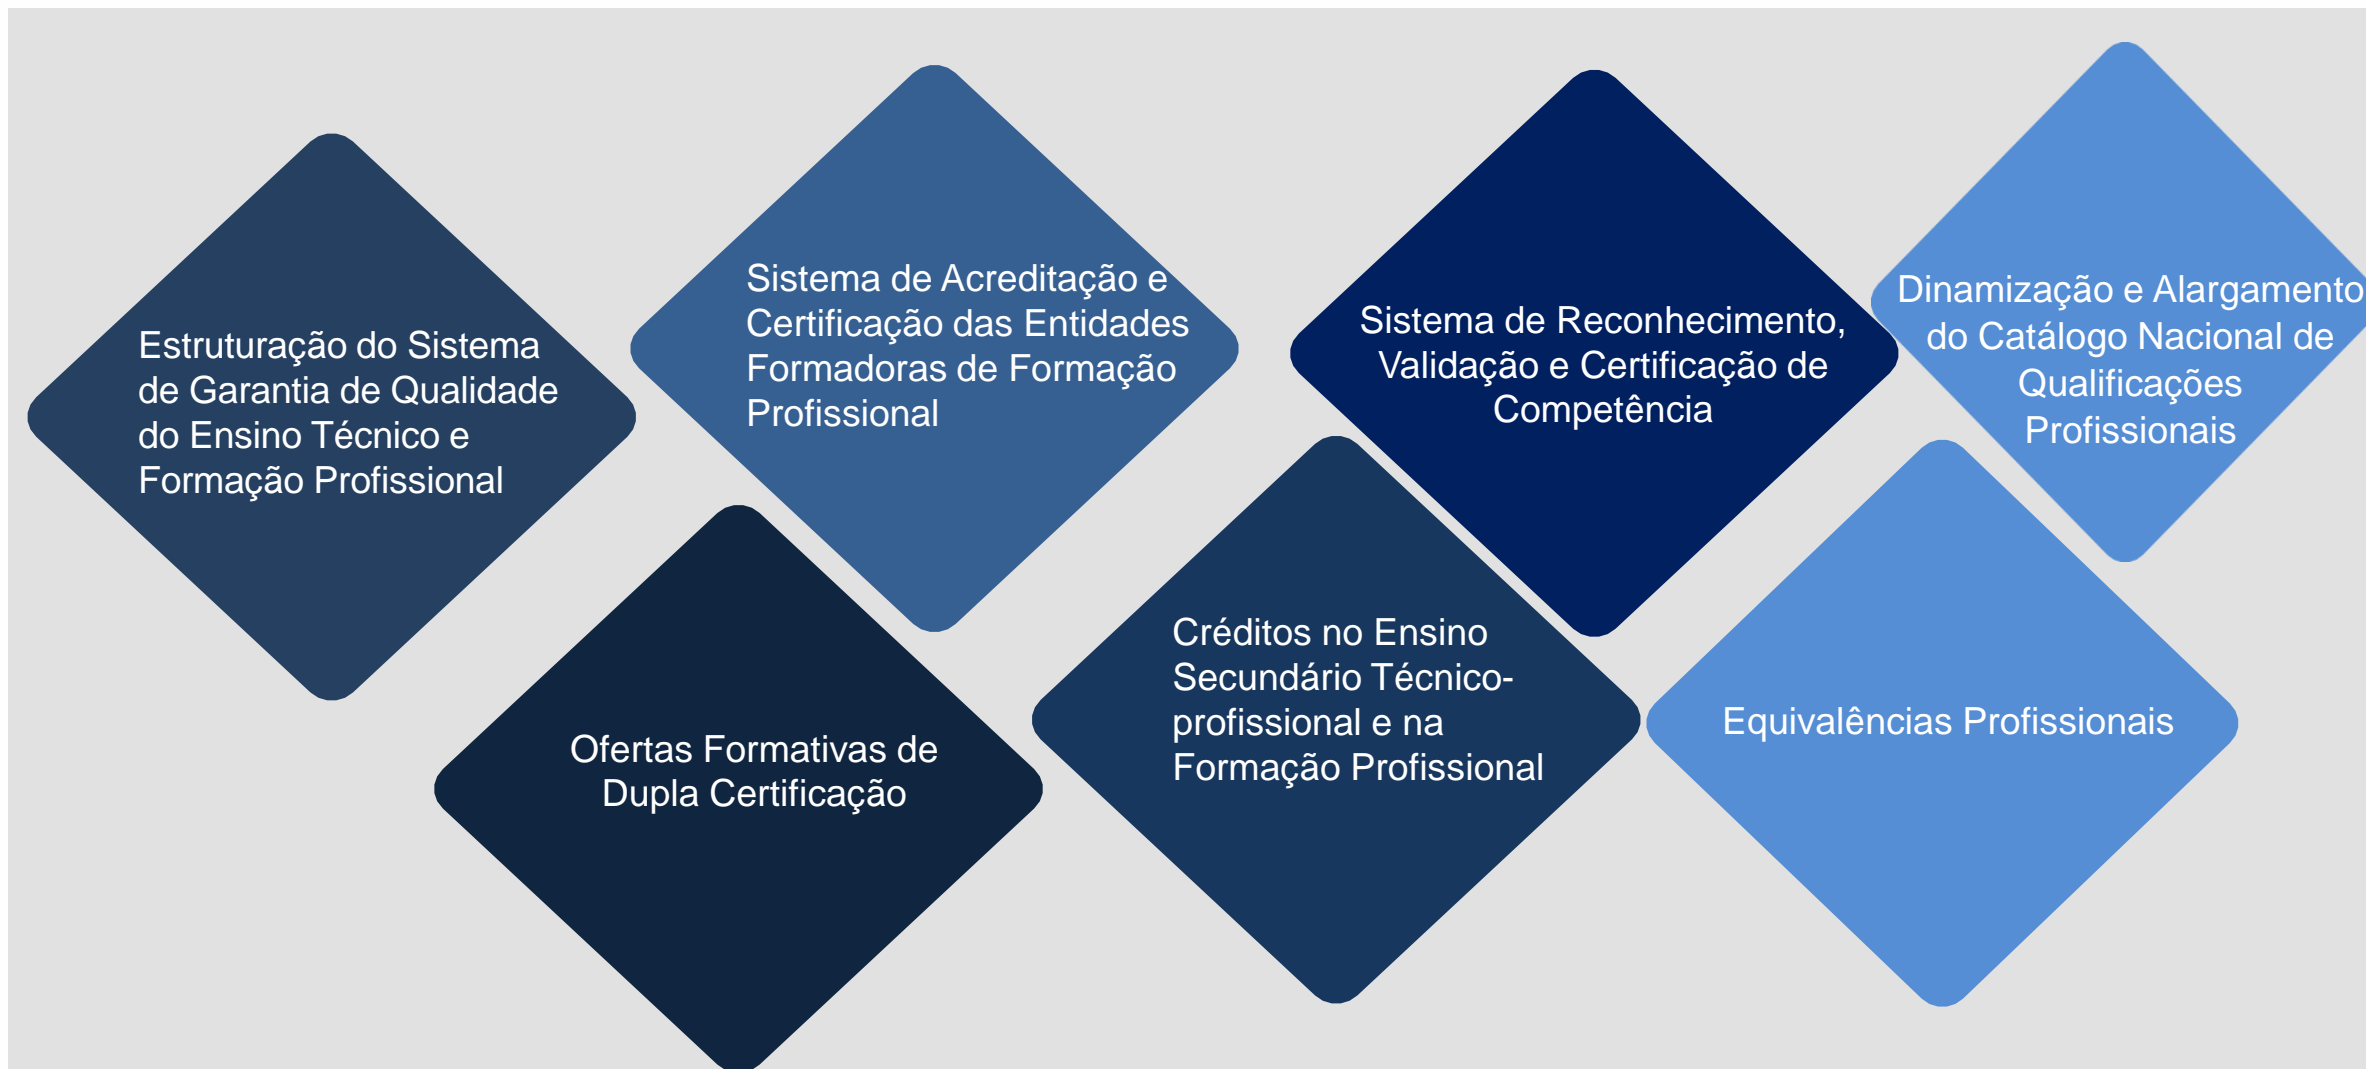 Estruturação do Sistema
de Garantia de Qualidade
do Ensino Técnico e
Formação Profissional
Sistema de Acreditação e
Certificação das Entidades
Formadoras de Formação
Profissional
Sistema de Reconhecimento,
Validação e Certificação de
Competência
Dinamização e Alargamento
do Catálogo Nacional de
Qualificações
Profissionais
Ofertas Formativas de
Dupla Certificação
Créditos no Ensino
Secundário Técnico-
profissional e na
Formação Profissional
Equivalências Profissionais